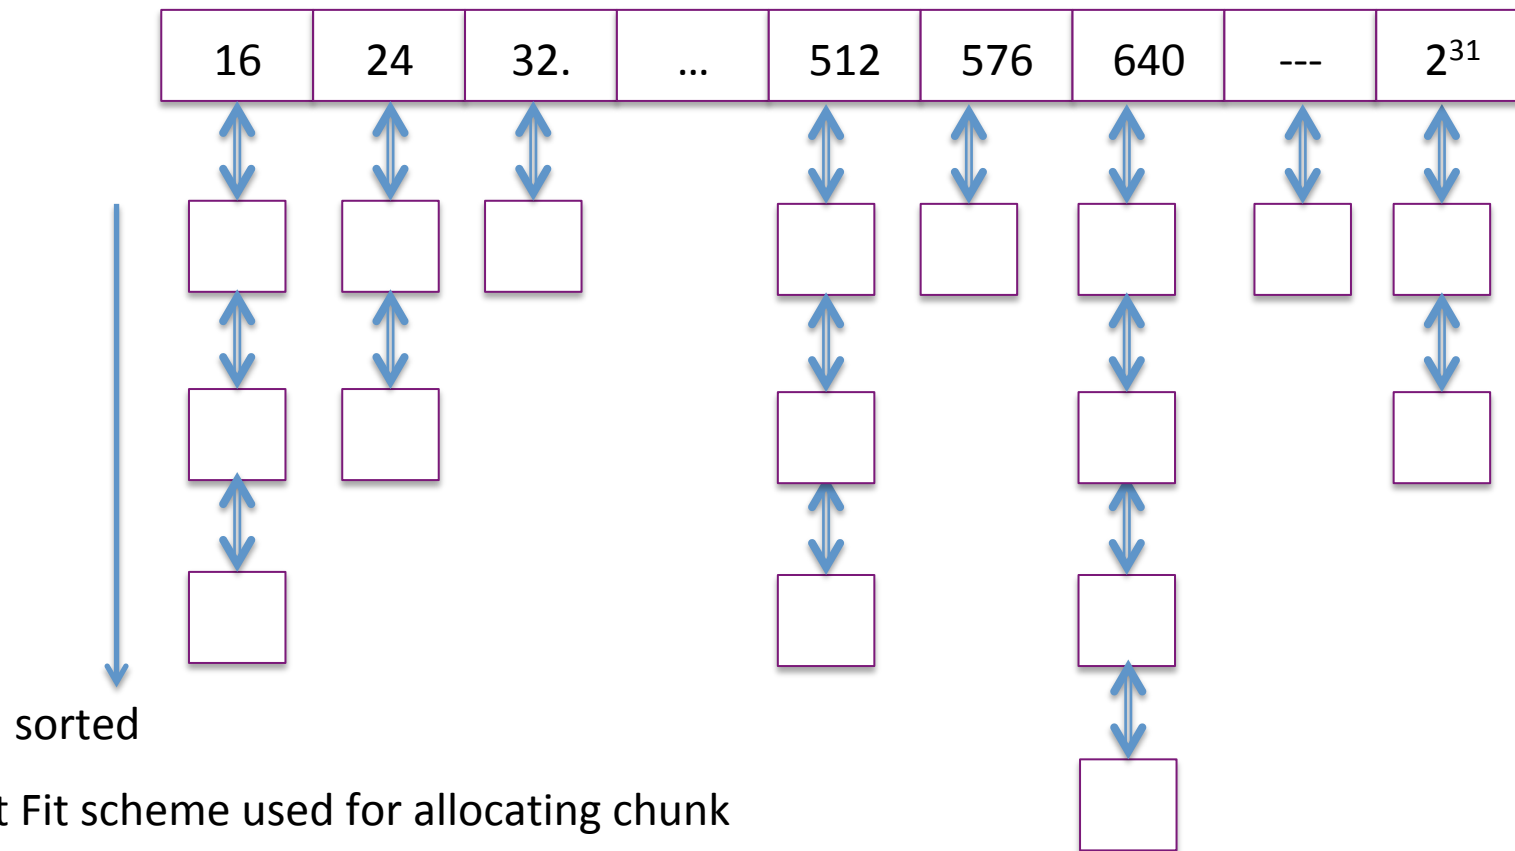 16 24 32. ... 512 576 640 --- 2³¹
sorted
t Fit scheme used for allocating chunk